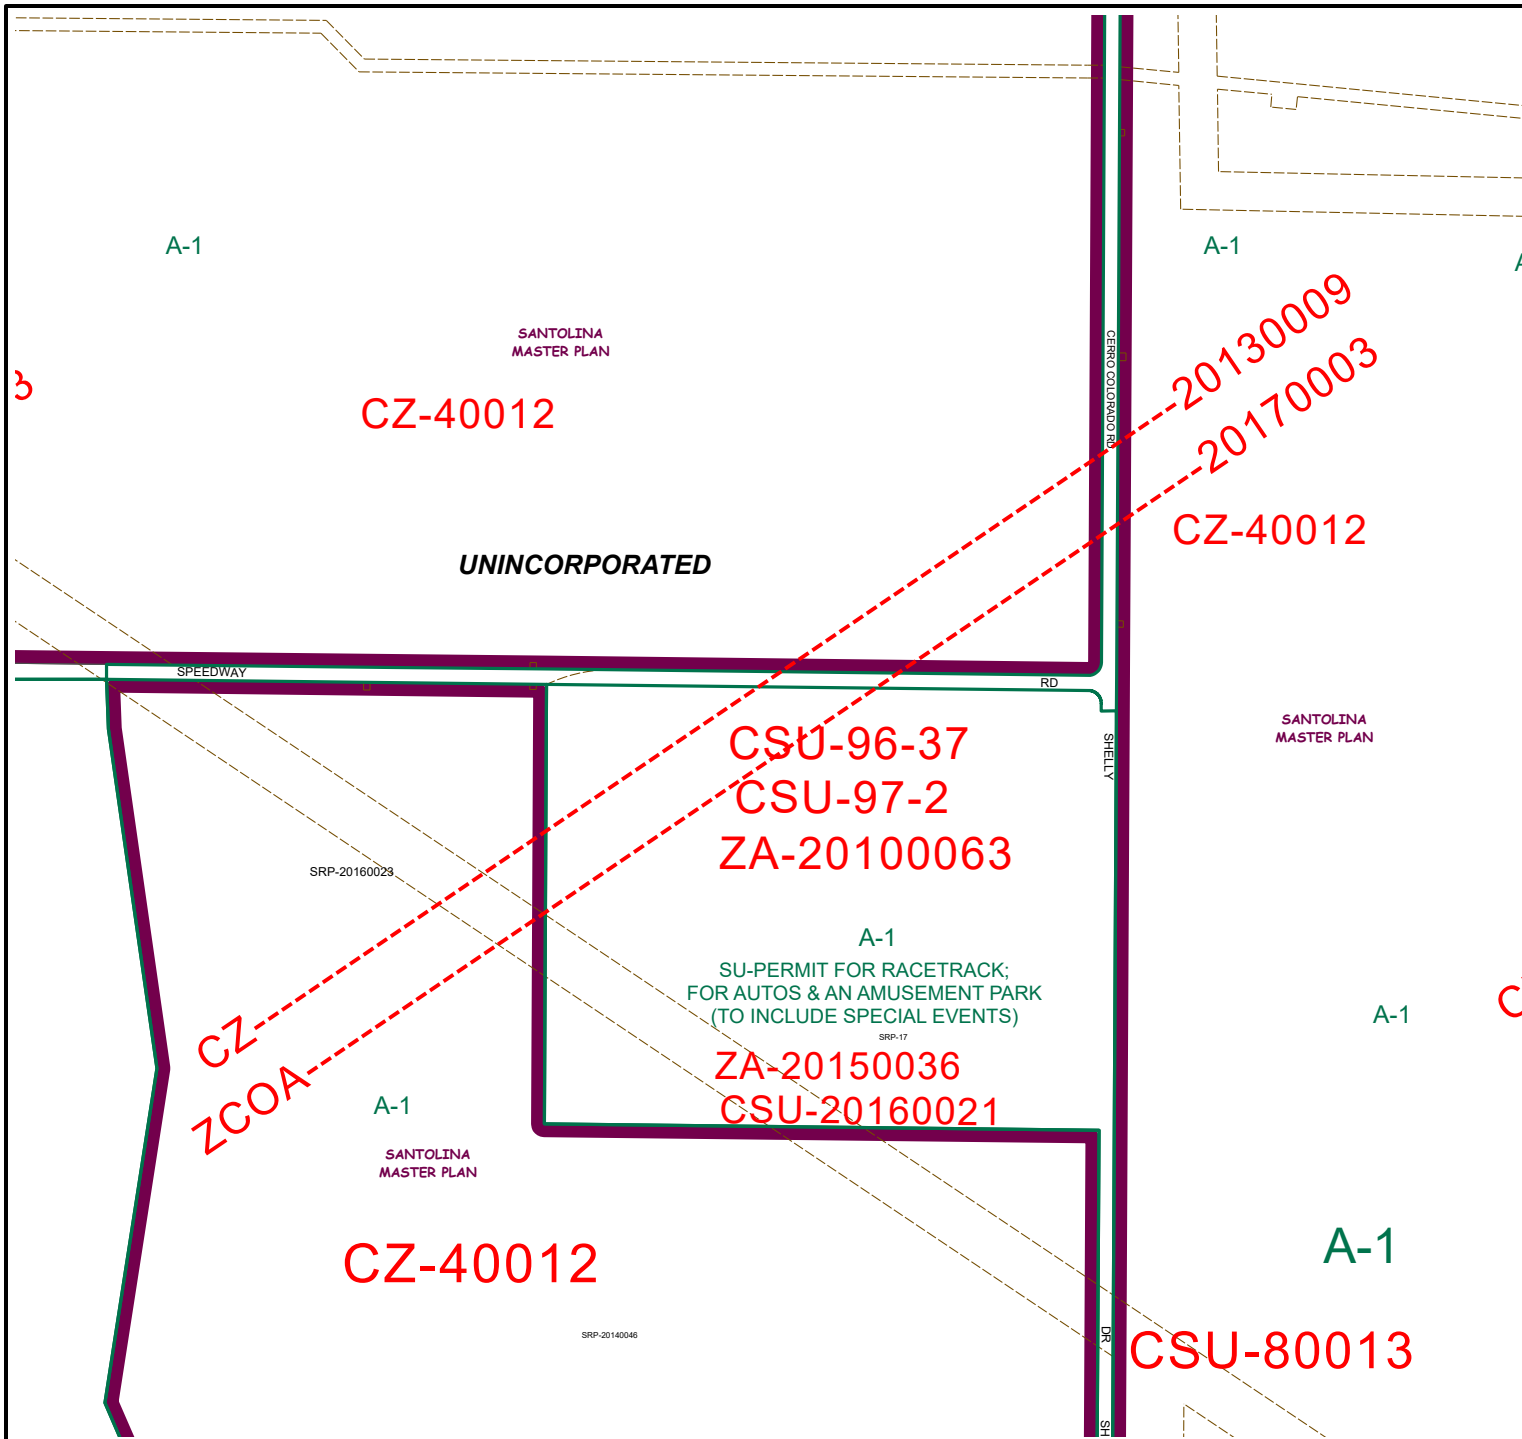 A-1
A-1
SANTOLINA
MASTER PLAN
CZ-40012
CERRO COLORADO RD
20130009
20170003
CZ-40012
UNINCORPORATED
SPEEDWAY
RD
SANTOLINA
MASTER PLAN
SHELLY
CSU-96-37
CSU-97-2
ZA-20100063
SRP-20160023
A-1
SU-PERMIT FOR RACETRACK;
FOR AUTOS & AN AMUSEMENT PARK
(TO INCLUDE SPECIAL EVENTS)
SRP-17
ZA-20150036
CSU-20160021
A-1
CZ
ZCOA
A-1
SANTOLINA
MASTER PLAN
CZ-40012
A-1
SRP-20140046
DR
CSU-80013
SH